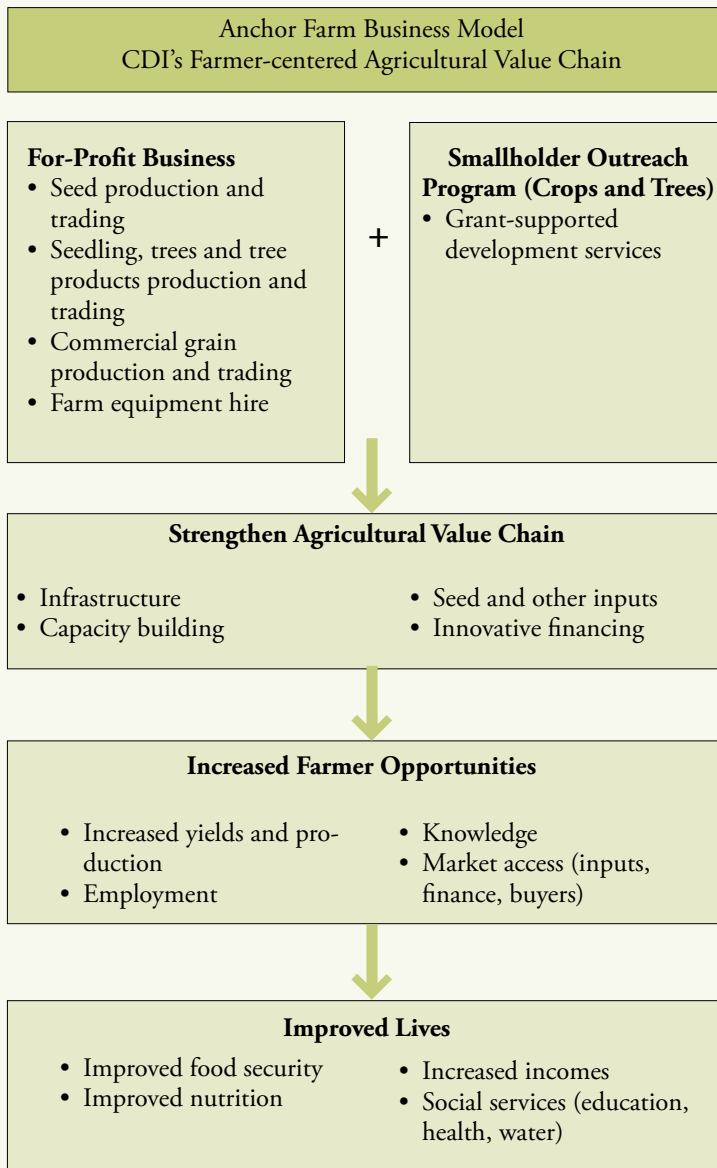 Anchor Farm Business Model
CDI’s Farmer-centered Agricultural Value Chain
For-Profit Business
• Seed production and
trading
• Seedling, trees and tree
products production and
trading
• Commercial grain
production and trading
• Farm equipment hire
+
Smallholder Outreach
Program (Crops and Trees)
• Grant-supported
development services
Strengthen Agricultural Value Chain
• Infrastructure
• Capacity building
• Seed and other inputs
• Innovative financing
Increased Farmer Opportunities
• Increased yields and pro-
duction
• Employment
• Knowledge
• Market access (inputs,
finance, buyers)
Improved Lives
• Improved food security
• Improved nutrition
• Increased incomes
• Social services (education,
health, water)